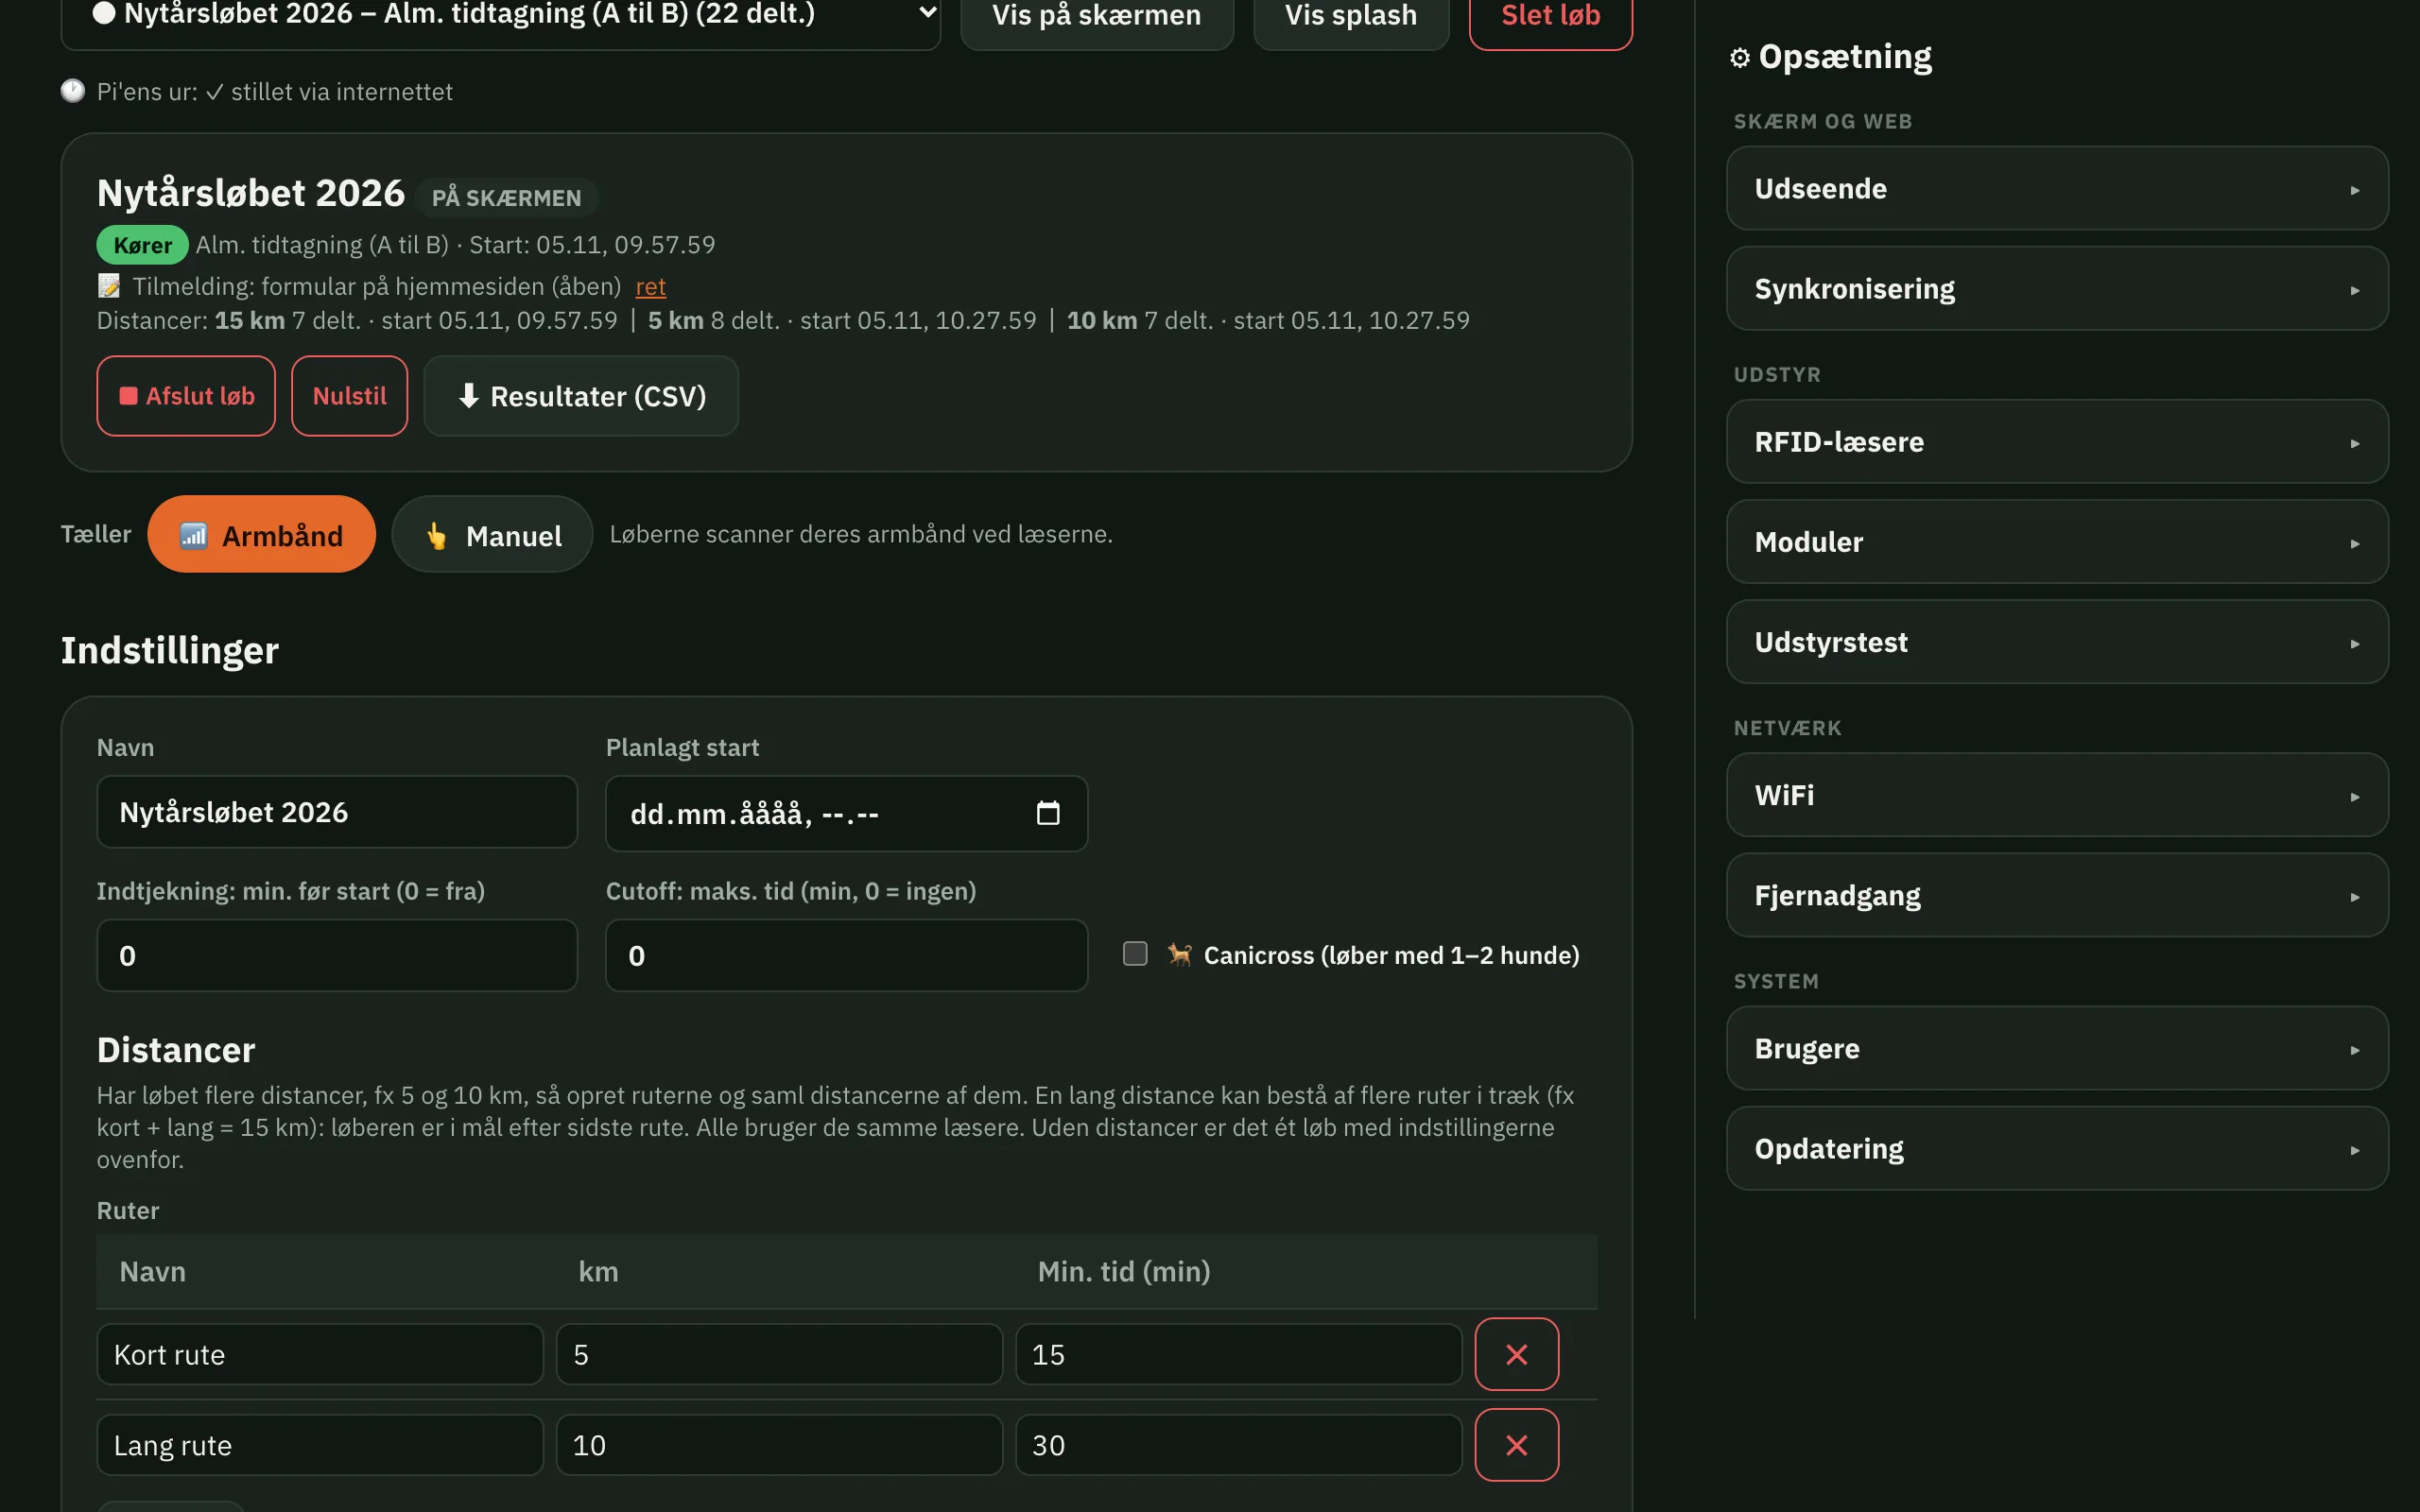 Nytårsløbet 2026 – Alm. tidtagning (A til B) (22 delt.)
Vis på skærmen
Vis splash
Slet løb
Pi'ens ur: ✓ stillet via internettet
Nytårsløbet 2026 PÅ SKÆRMEN
Kører Alm. tidtagning (A til B) · Start: 05.11, 09.57.59
Tilmelding: formular på hjemmesiden (åben) ret
Distancer: 15 km 7 delt. · start 05.11, 09.57.59 | 5 km 8 delt. · start 05.11, 10.27.59 | 10 km 7 delt. · start 05.11, 10.27.59
Afslut løb
Nulstil
⬇ Resultater (CSV)
Tæller
Armbånd
Manuel
Løberne scanner deres armbånd ved læserne.
Indstillinger
Navn
Planlagt start
Nytårsløbet 2026
dd.mm.åååå, --.--
Indtjekning: min. før start (0 = fra)
Cutoff: maks. tid (min, 0 = ingen)
0
0
Canicross (løber med 1–2 hunde)
Distancer
Har løbet flere distancer, fx 5 og 10 km, så opret ruterne og saml distancerne af dem. En lang distance kan bestå af flere ruter i træk (fx
kort + lang = 15 km): løberen er i mål efter sidste rute. Alle bruger de samme læsere. Uden distancer er det ét løb med indstillingerne
ovenfor.
Ruter
Navn
km
Min. tid (min)
Kort rute
5
15
✕
Lang rute
10
30
✕
⚙ Opsætning
SKÆRM OG WEB
Udseende
Synkronisering
UDSTYR
RFID-læsere
Moduler
Udstyrstest
NETVÆRK
WiFi
Fjernadgang
SYSTEM
Brugere
Opdatering